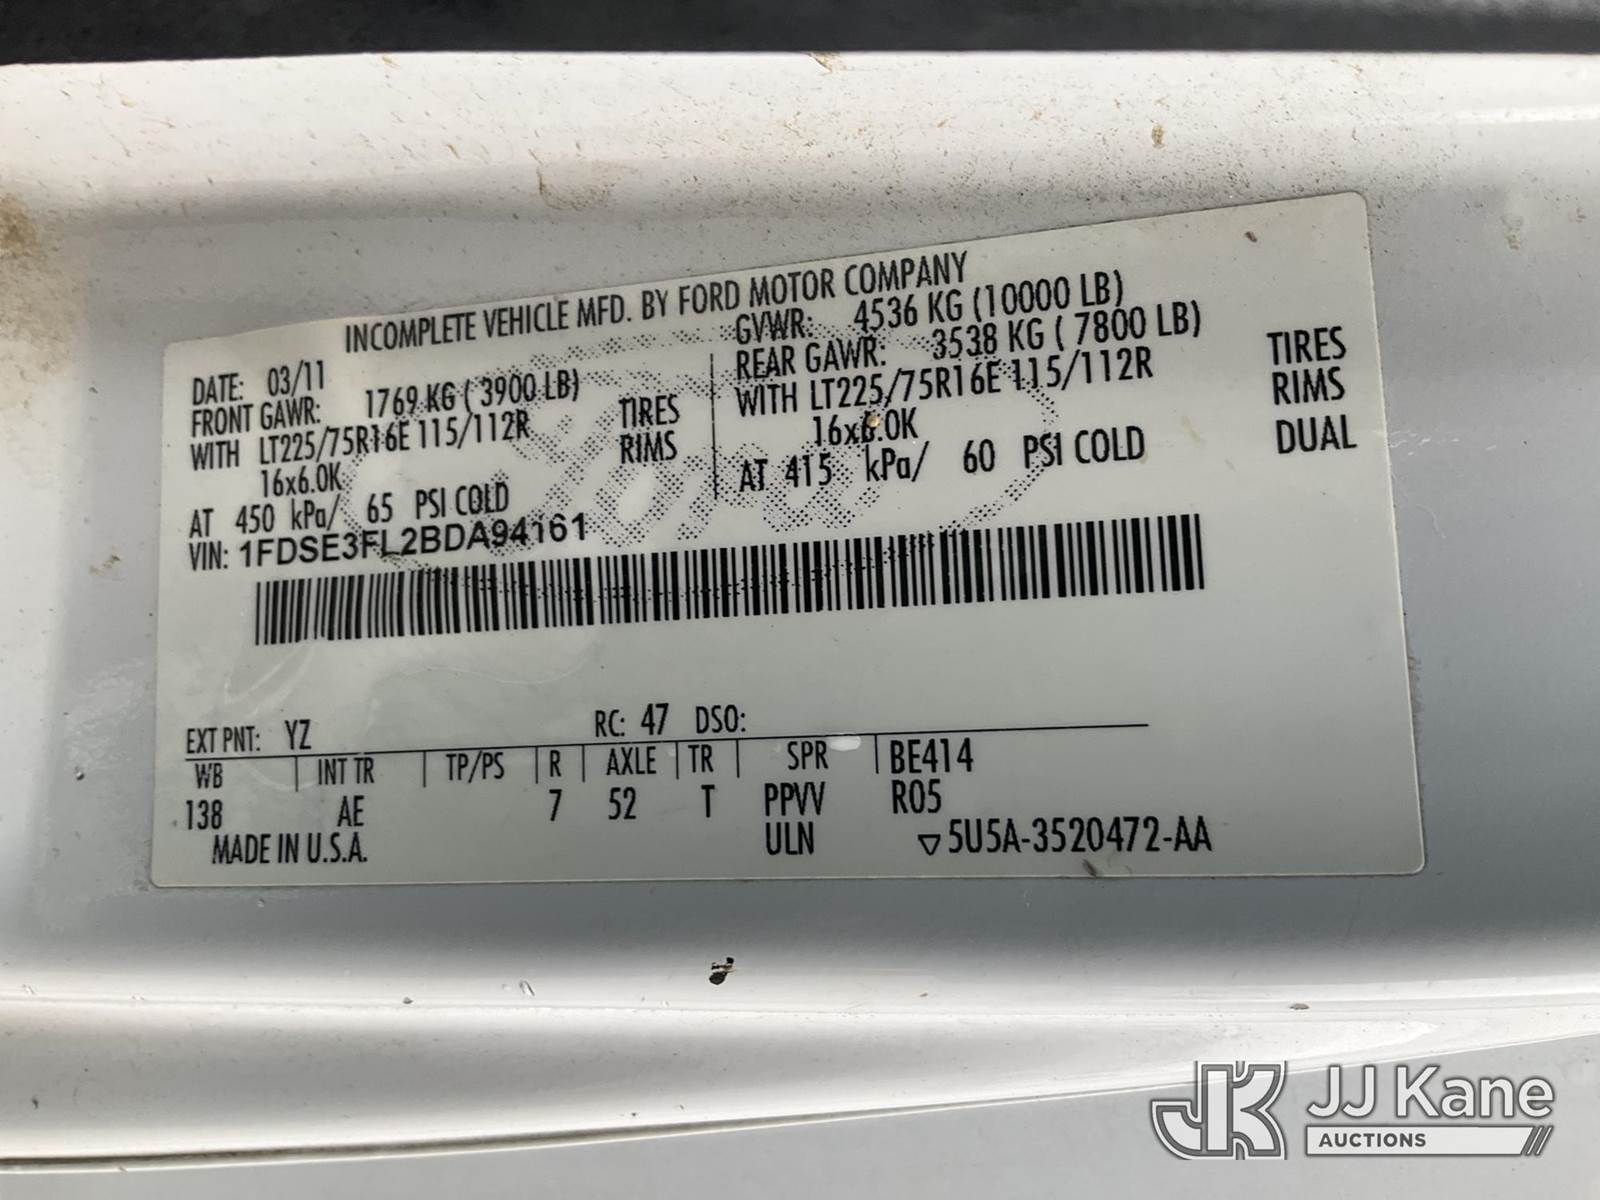 INCOMPLETE VEHICLE MFD. BY FORD MOTOR COMPANY
DATE: 03/11
GVWR: 4536 KG (10000 LB)
FRONT GAWR: 1769 KG ( 3900 LB)
REAR GAWR: 3538 KG ( 7800 LB)
WITH LT225/75R16E 115/112R TIRES
WITH LT225/75R16E 115/112R TIRES
16x6.0K RIMS
16x6.0K RIMS
AT 450 kPa/ 65 PSI COLD
AT 415 kPa/ 60 PSI COLD DUAL
VIN: 1FDSE3FL2BDA94161
EXT PNT: YZ RC: 47 DSO:
WB | INT TR | TP/PS | R | AXLE | TR | SPR | BE414
138 AE 7 52 T PPVV R05
MADE IN U.S.A. ULN ▽5U5A-3520472-AA
Ford
JK JJ Kane
AUCTIONS